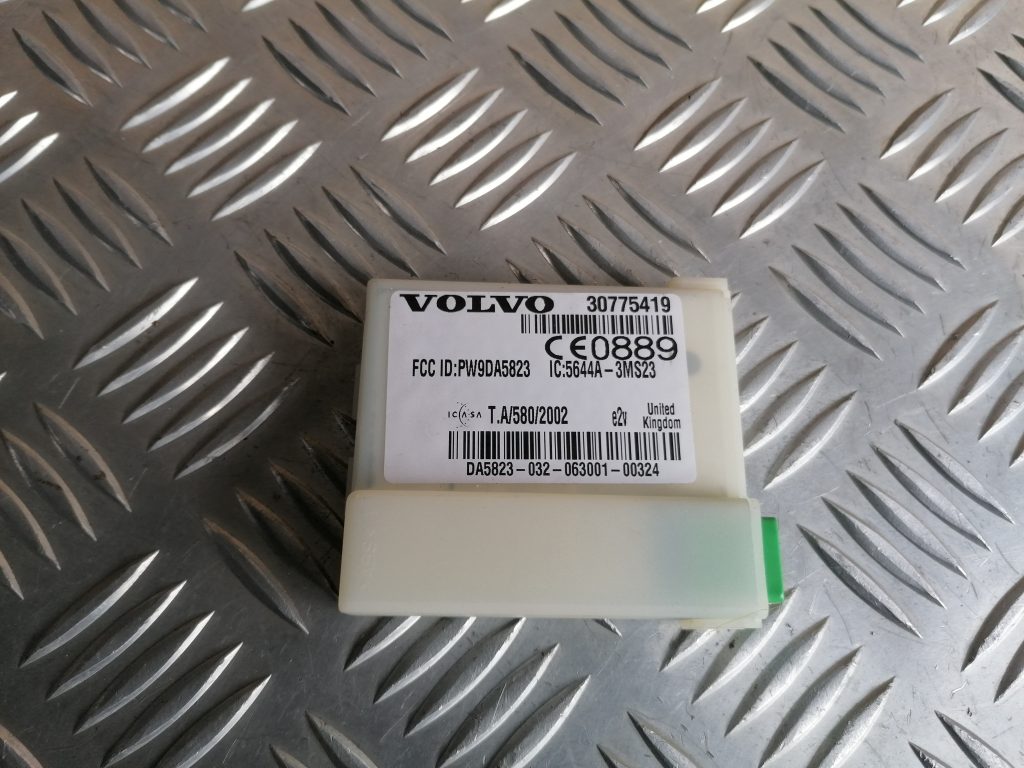 VOLVO 30775419
CE0889
FCC ID:PW9DA5823 IC:5644A-3MS23
ICASA T.A/580/2002 e2v United Kingdom
DA5823-032-063001-00324